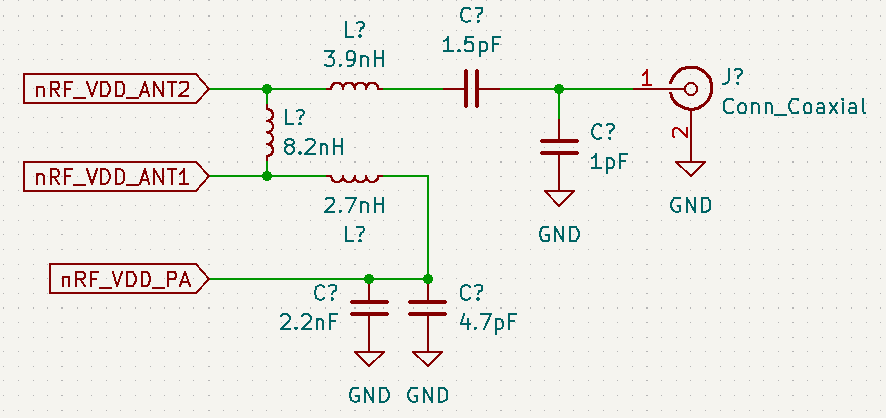 C?
1.5pF
L?
3.9nH
nRF_VDD_ANT2
1
J?
Conn_Coaxial
2
L?
8.2nH
C?
1pF
nRF_VDD_ANT1
2.7nH
L?
GND
GND
nRF_VDD_PA
C?
2.2nF
C?
4.7pF
GND
GND